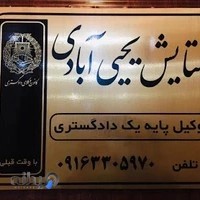 ستایش یحیی آبادی
وکیل پایه یک دادگستری
با وقت قبلی
تلفن ۰۹۱۶۳۳۰۵۹۷۰